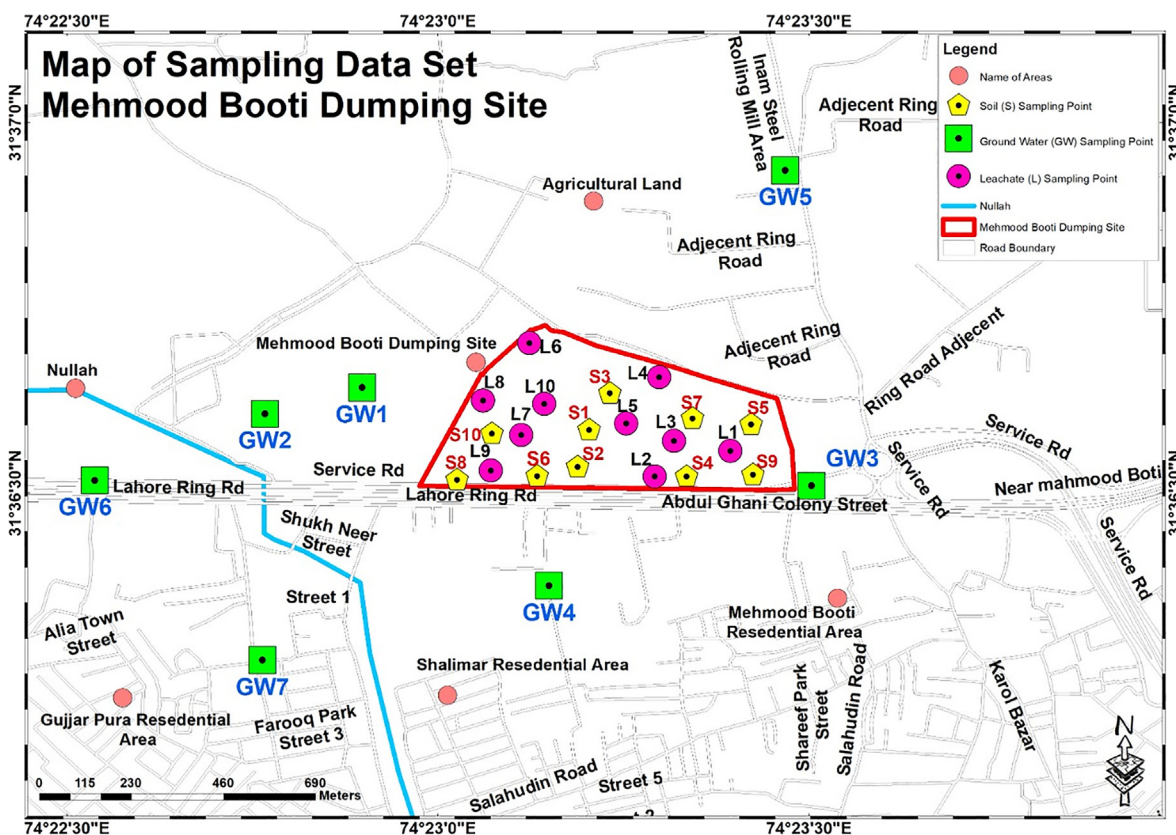 74°22'30"E
74°23'0"E
74°23'30"E
Map of Sampling Data Set
Mehmood Booti Dumping Site
31°37'0"N
31°37'0"N
Legend
Name of Areas
Soil (S) Sampling Point
Ground Water (GW) Sampling Point
Leachate (L) Sampling Point
Nullah
Mehmood Booti Dumping Site
Road Boundary
Inam Steel
Rolling Mill Area
Adjecent Ring
Road
GW5
Agricultural Land
Adjecent Ring
Road
Adjecent Ring
Road
Ring Road Adjecent
Mehmood Booti Dumping Site
L6
Nullah
GW1
GW2
L8
L10
S3
L4
S1
L5
S7
S5
L7
S10
L3
L1
L9
S2
S8
S6
L2
S4
S9
GW3
Service Rd
Service Rd
Service Rd
Near mahmood Boti
Service Rd
31°36'30"N
31°36'30"N
GW6
Lahore Ring Rd
Lahore Ring Rd
Abdul Ghani Colony Street
Shukh Neer
Street
Street 1
GW4
Mehmood Booti
Resedential Area
Alia Town
Street
GW7
Shalimar Resedential Area
Gujjar Pura Resedential
Area
Farooq Park
Street 3
Shareef Park
Street
Salahudin Road
Karol Bazar
Salahudin Road
Street 5
N
0 115 230 460 690
Meters
74°22'30"E
74°23'0"E
74°23'30"E